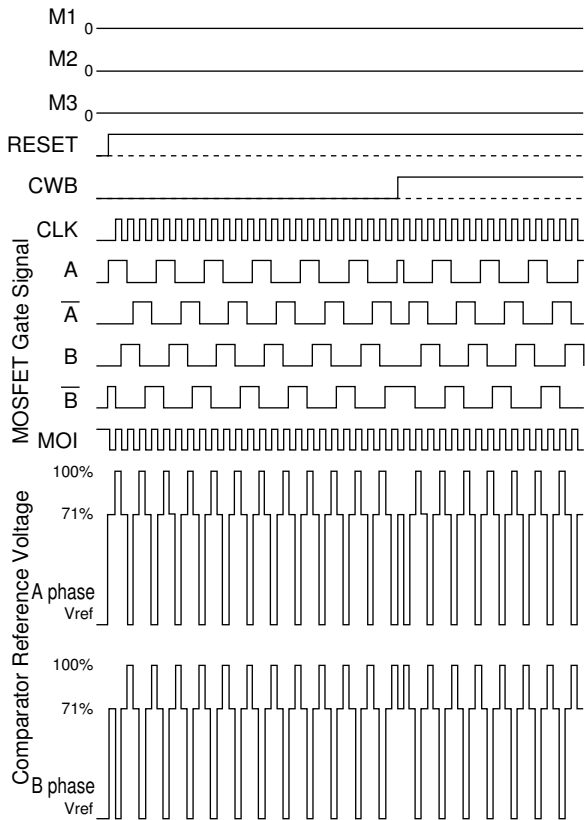 M1 0
M2 0
M3 0
RESET
CWB
CLK
MOSFET Gate Signal
A
A̅
B
B̅
MOI
Comparator Reference Voltage
100%
71%
A phase
Vref
100%
71%
B phase
Vref